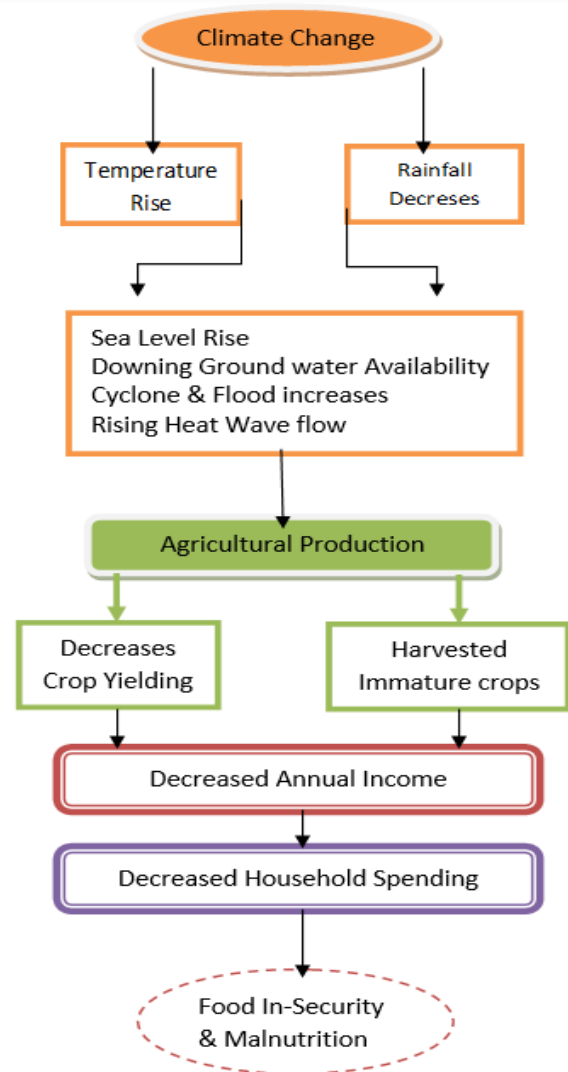 Climate Change
Temperature
Rise
Rainfall
Decreses
Sea Level Rise
Downing Ground water Availability
Cyclone & Flood increases
Rising Heat Wave flow
Agricultural Production
Decreases
Crop Yielding
Harvested
Immature crops
Decreased Annual Income
Decreased Household Spending
Food In-Security
& Malnutrition